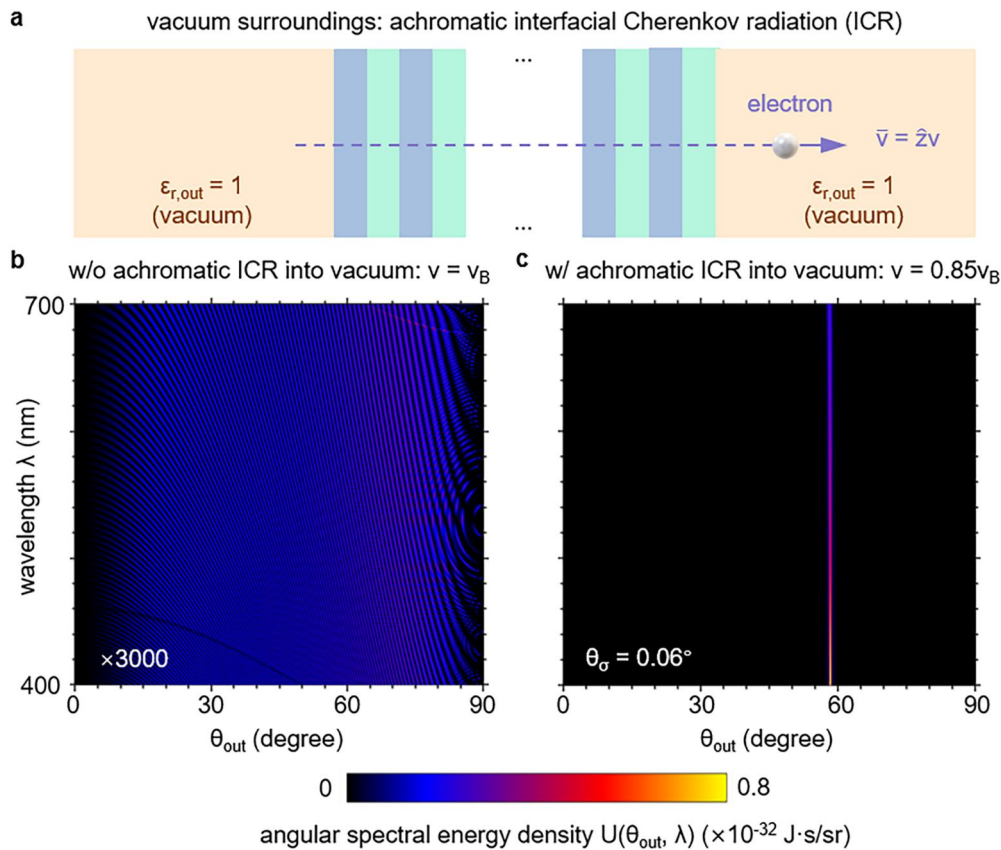 a vacuum surroundings: achromatic interfacial Cherenkov radiation (ICR)
...
electron
v̄ = ẑv
εr,out = 1
(vacuum)
εr,out = 1
(vacuum)
...
b w/o achromatic ICR into vacuum: v = vB
700
wavelength λ (nm)
×3000
400
0 30 60 90
θout (degree)
c w/ achromatic ICR into vacuum: v = 0.85vB
θσ = 0.06°
0 30 60 90
θout (degree)
0 0.8
angular spectral energy density U(θout, λ) (×10⁻³² J·s/sr)